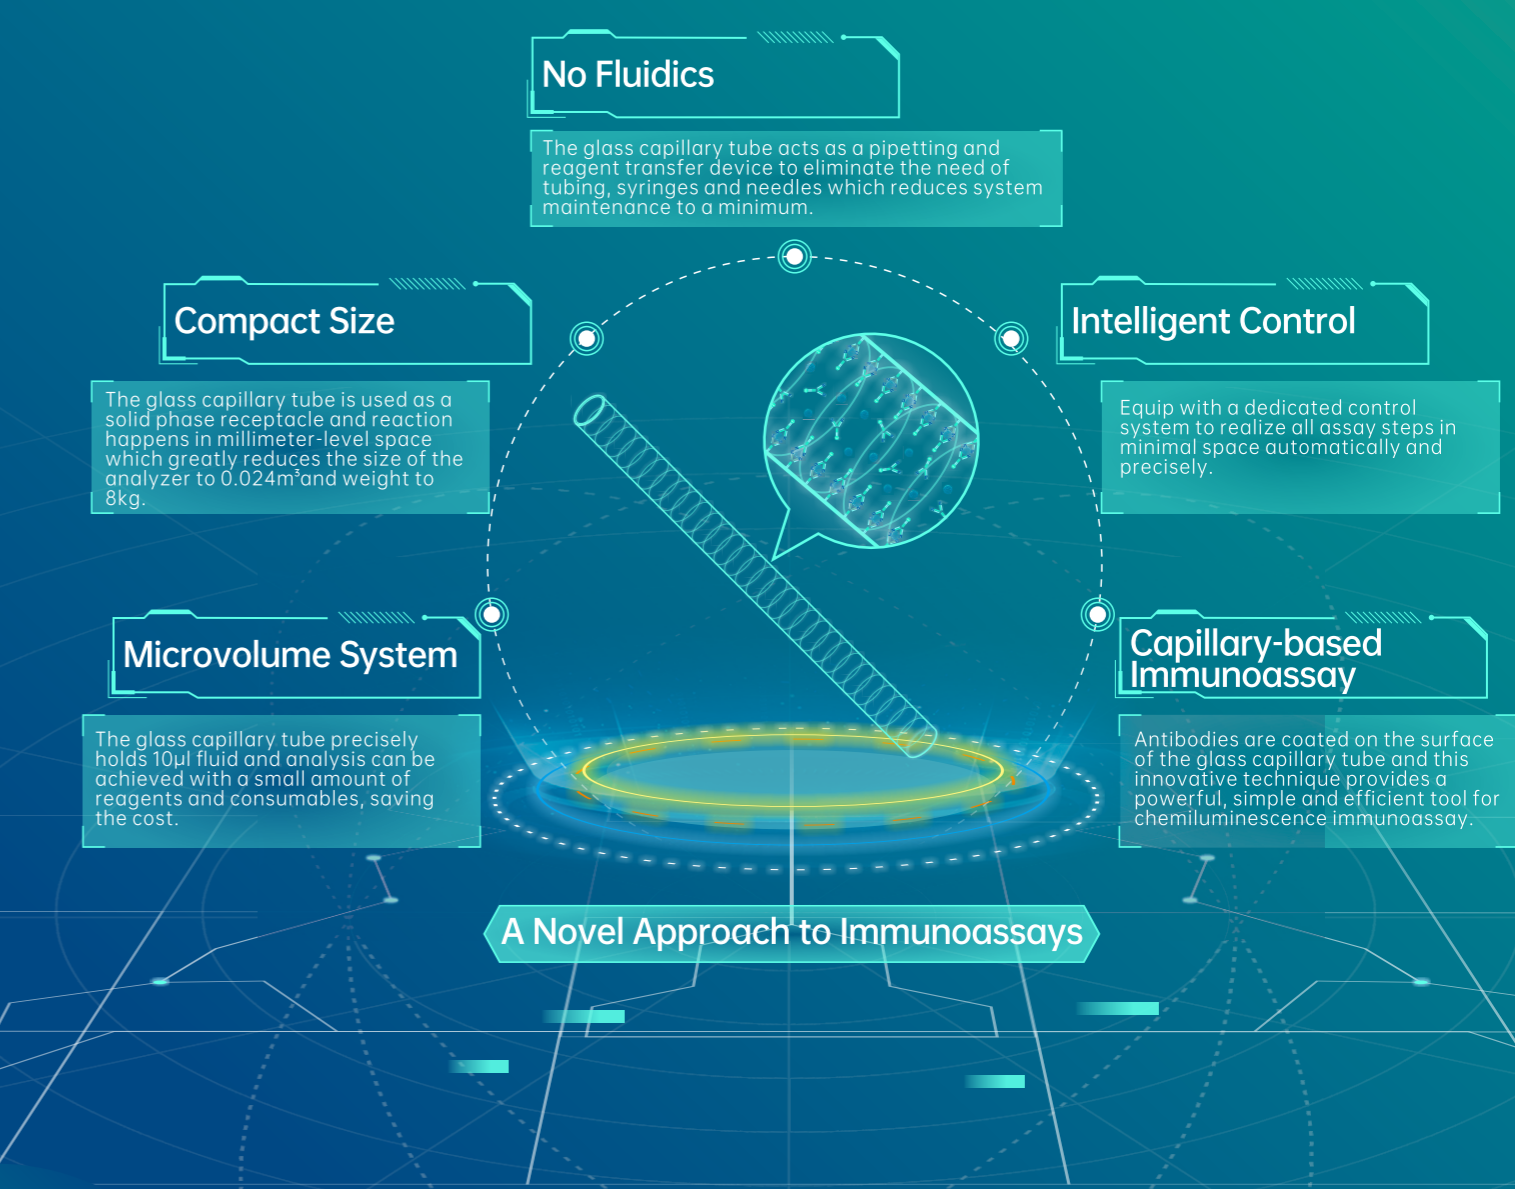 No Fluidics
The glass capillary tube acts as a pipetting and
reagent transfer device to eliminate the need of
tubing, syringes and needles which reduces system
maintenance to a minimum.
Compact Size
The glass capillary tube is used as a
solid phase receptacle and reaction
happens in millimeter-level space
which greatly reduces the size of the
analyzer to 0.024m³and weight to
8kg.
Intelligent Control
Equip with a dedicated control
system to realize all assay steps in
minimal space automatically and
precisely.
Microvolume System
The glass capillary tube precisely
holds 10μl fluid and analysis can be
achieved with a small amount of
reagents and consumables, saving
the cost.
Capillary-based
Immunoassay
Antibodies are coated on the surface
of the glass capillary tube and this
innovative technique provides a
powerful, simple and efficient tool for
chemiluminescence immunoassay.
A Novel Approach to Immunoassays